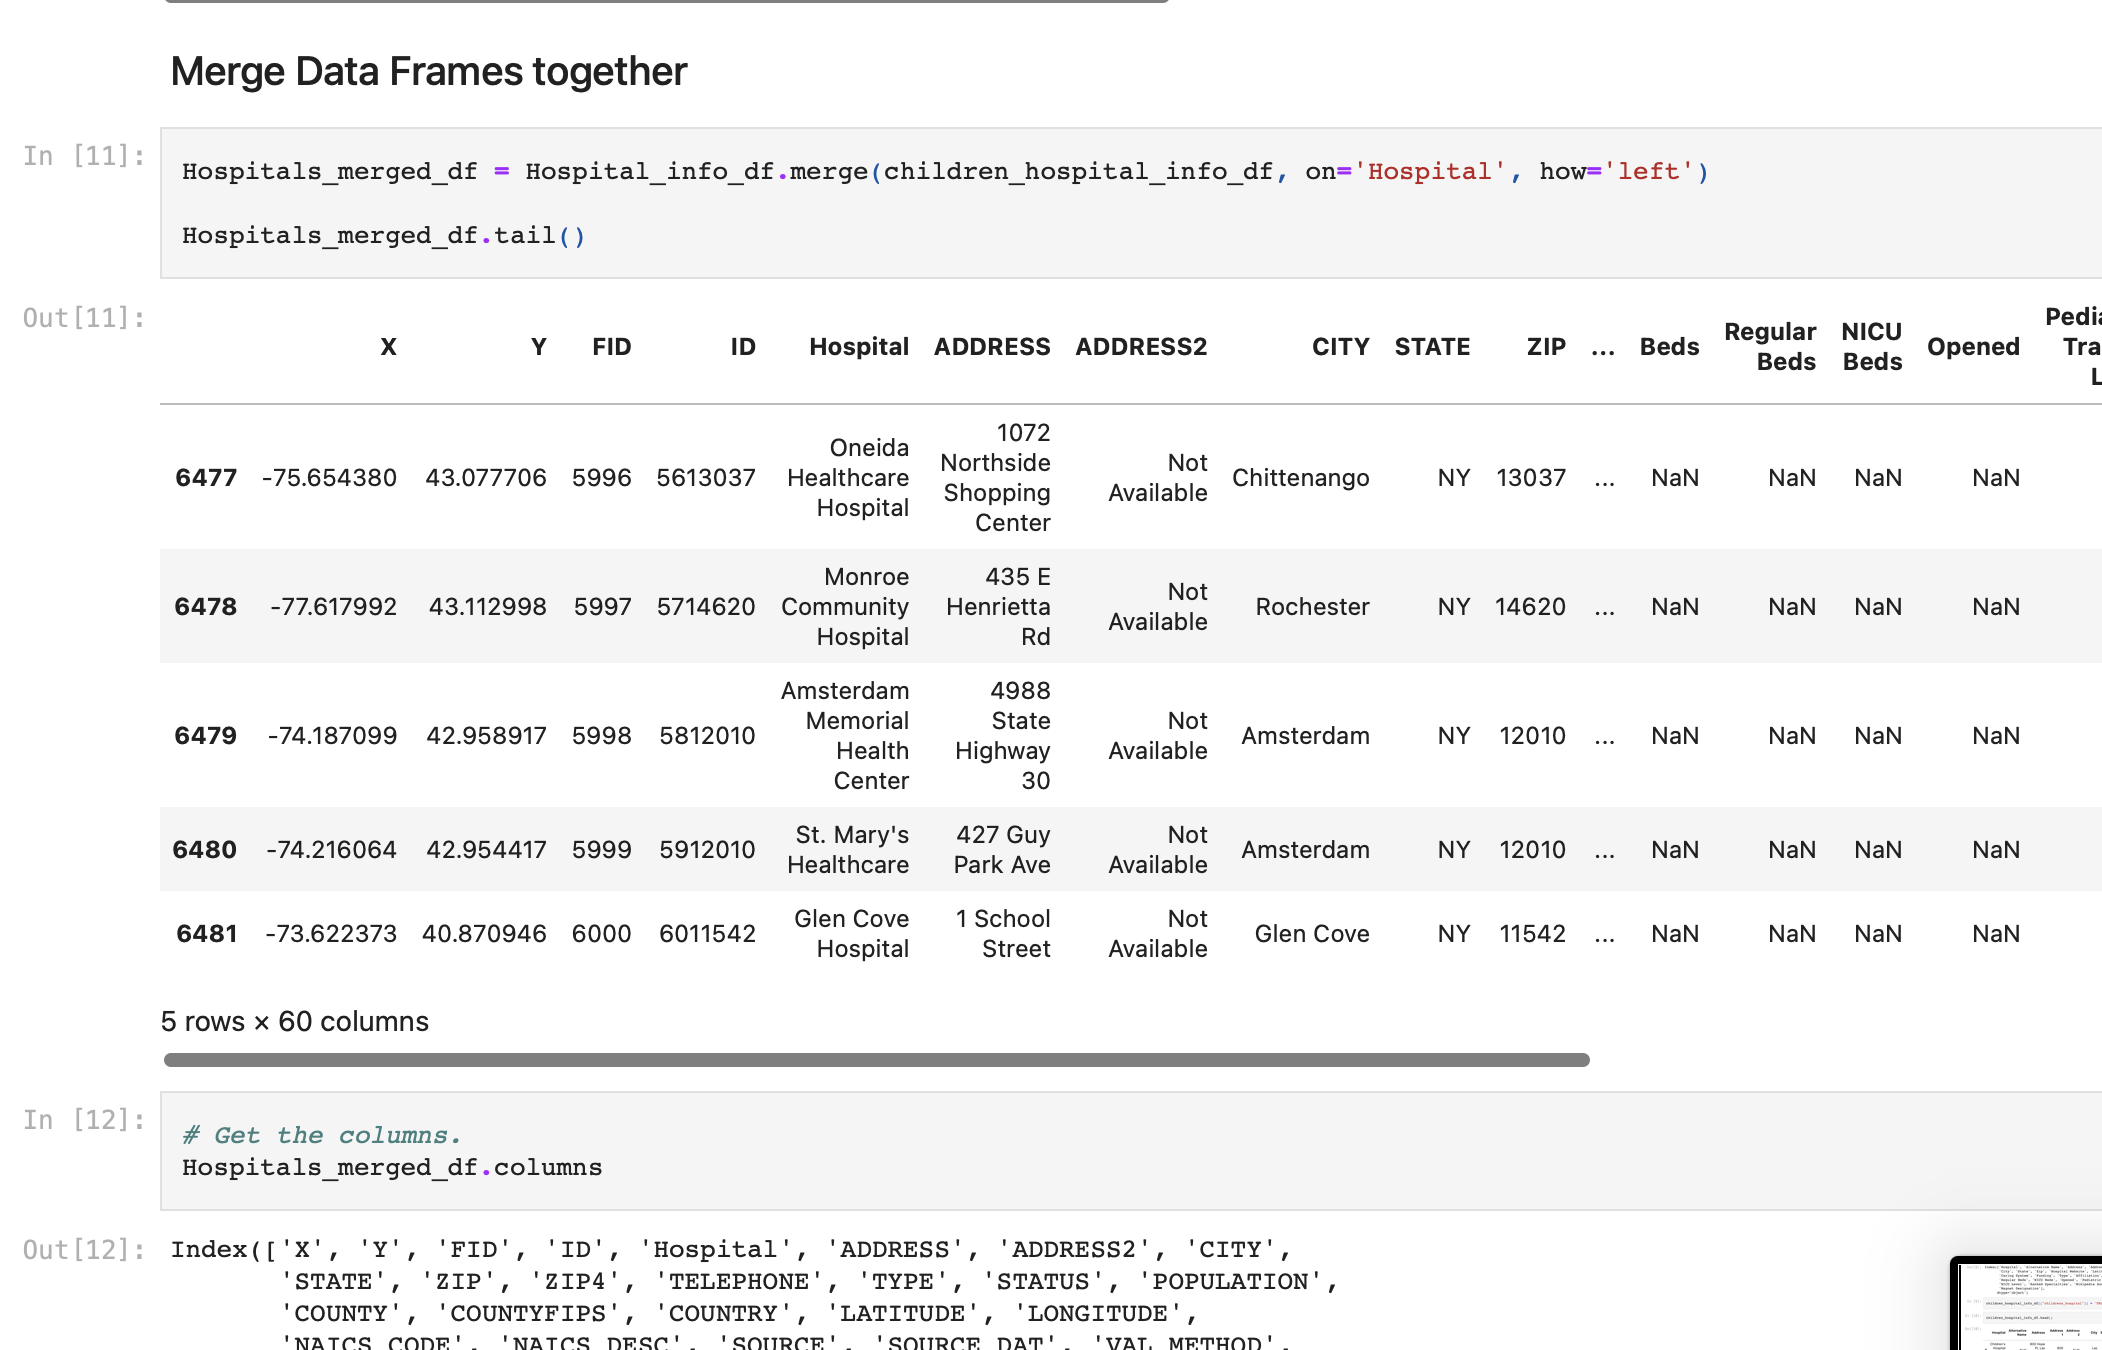 Merge Data Frames together
In [11]:
Hospitals_merged_df = Hospital_info_df.merge(children_hospital_info_df, on='Hospital', how='left')
Hospitals_merged_df.tail()
Out[11]:
X Y FID ID Hospital ADDRESS ADDRESS2 CITY STATE ZIP ... Beds Regular Beds NICU Beds Opened
6477 -75.654380 43.077706 5996 5613037 Oneida Healthcare Hospital 1072 Northside Shopping Center Not Available Chittenango NY 13037 ... NaN NaN NaN NaN
6478 -77.617992 43.112998 5997 5714620 Monroe Community Hospital 435 E Henrietta Rd Not Available Rochester NY 14620 ... NaN NaN NaN NaN
6479 -74.187099 42.958917 5998 5812010 Amsterdam Memorial Health Center 4988 State Highway 30 Not Available Amsterdam NY 12010 ... NaN NaN NaN NaN
6480 -74.216064 42.954417 5999 5912010 St. Mary's Healthcare 427 Guy Park Ave Not Available Amsterdam NY 12010 ... NaN NaN NaN NaN
6481 -73.622373 40.870946 6000 6011542 Glen Cove Hospital 1 School Street Not Available Glen Cove NY 11542 ... NaN NaN NaN NaN
5 rows × 60 columns
In [12]:
# Get the columns.
Hospitals_merged_df.columns
Out[12]:
Index(['X', 'Y', 'FID', 'ID', 'Hospital', 'ADDRESS', 'ADDRESS2', 'CITY',
'STATE', 'ZIP', 'ZIP4', 'TELEPHONE', 'TYPE', 'STATUS', 'POPULATION',
'COUNTY', 'COUNTYFIPS', 'COUNTRY', 'LATITUDE', 'LONGITUDE',
'NAICS_CODE', 'NAICS_DESC', 'SOURCE', 'SOURCE_DAT', 'VAL_METHOD',